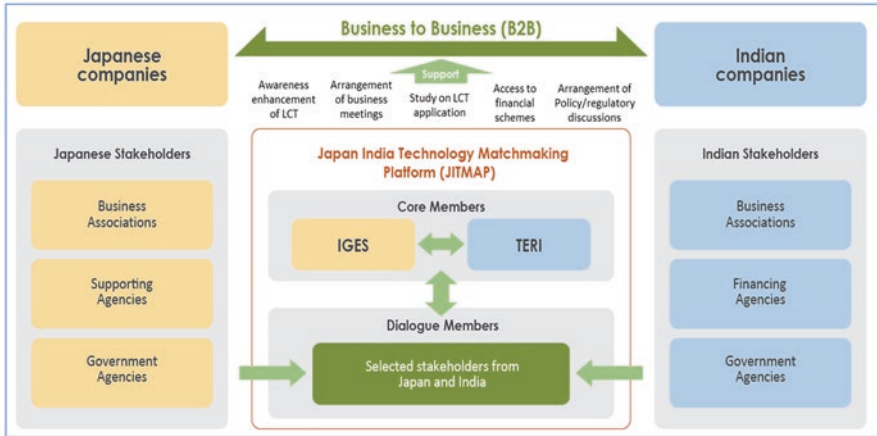 Japanese
companies
Business to Business (B2B)
Indian
companies
Support
Awareness
enhancement
of LCT
Arrangement
of business
meetings
Study on LCT
application
Access to
financial
schemes
Arrangement of
Policy/regulatory
discussions
Japanese Stakeholders
Business
Associations
Supporting
Agencies
Government
Agencies
Japan India Technology Matchmaking
Platform (JITMAP)
Core Members
IGES
TERI
Dialogue Members
Selected stakeholders from
Japan and India
Indian Stakeholders
Business
Associations
Financing
Agencies
Government
Agencies